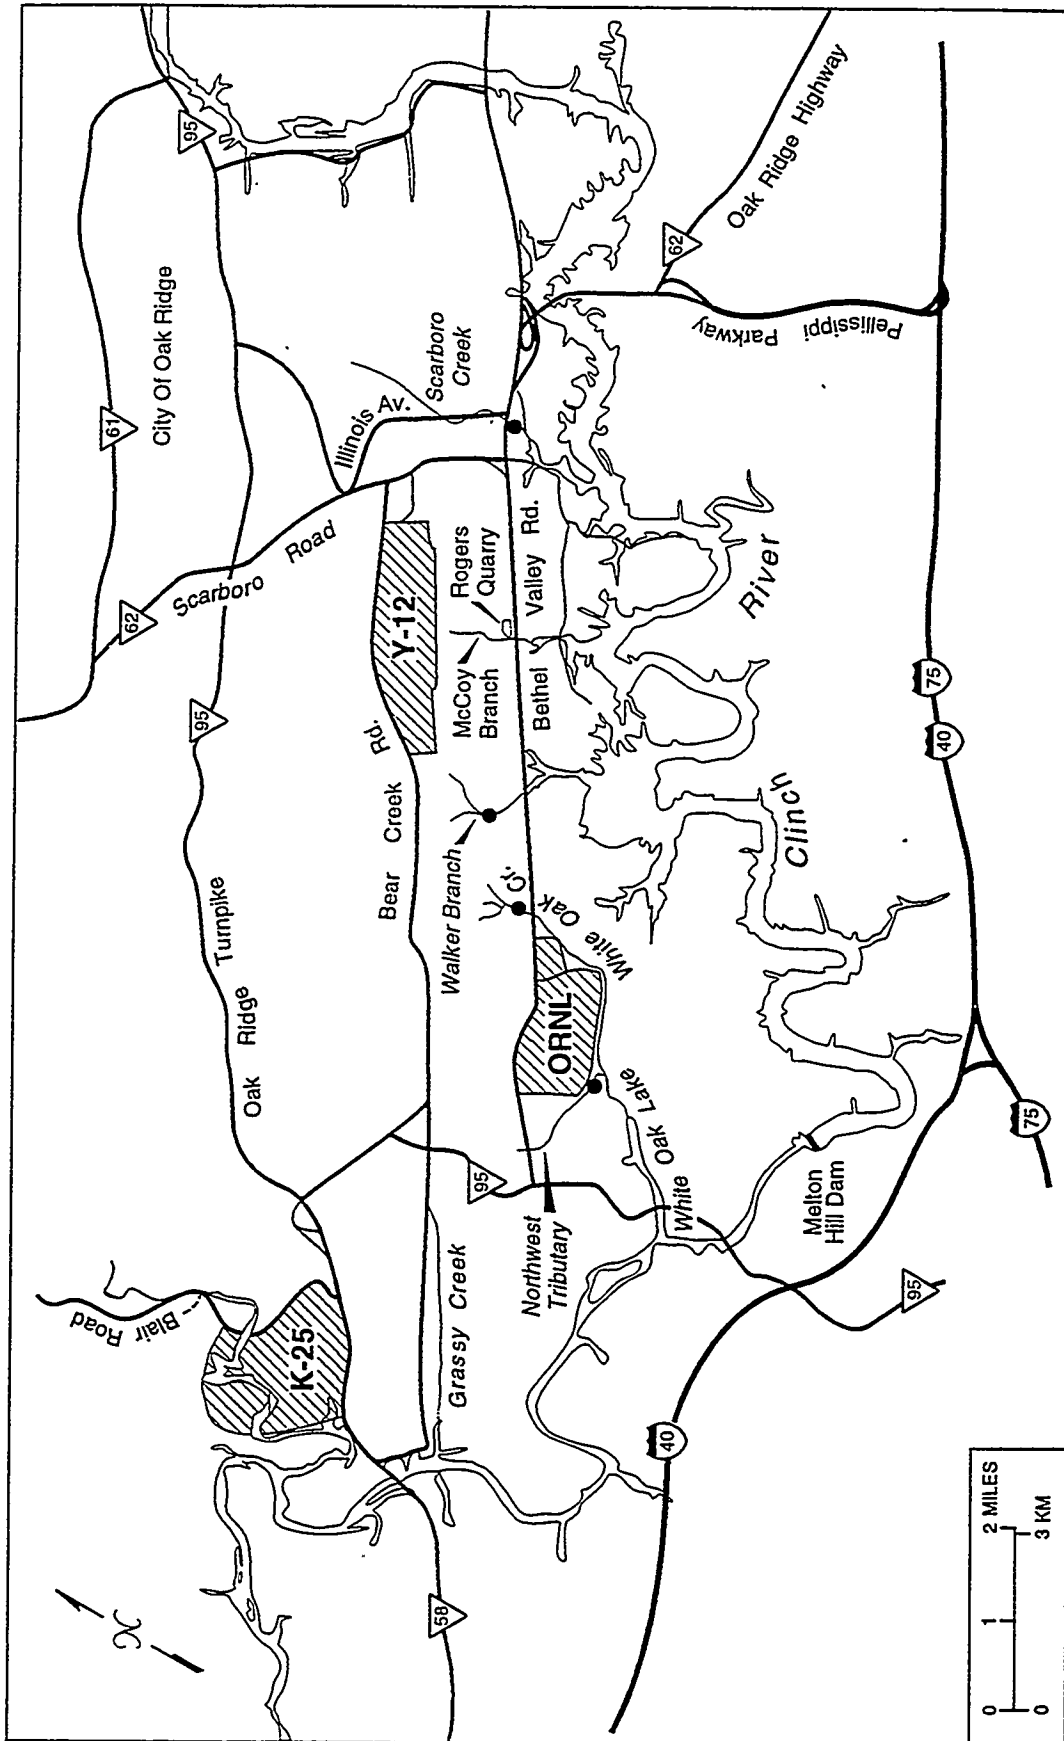 Blair
Road
K-25
58
Oak Ridge Turnpike
95
62
Scarboro Road
61
City Of Oak Ridge
95
Illinois Av.
Scarboro
Creek
Bear Creek Rd.
Y-12
Grassy Creek
95
Northwest
Tributary
ORNL
White Oak Cr.
Walker Branch
McCoy
Branch
Rogers
Quarry
Bethel Valley Rd.
White Oak Lake
Melton
Hill Dam
Clinch River
62
Oak Ridge Highway
Pellissippi
Parkway
40
95
75
40
75
0 1 2 MILES
0 3 KM